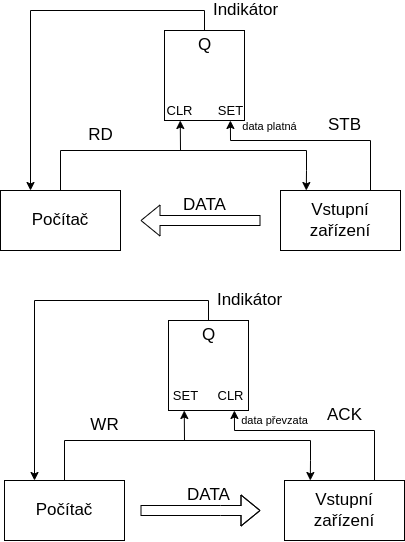 Indikátor
Q
CLR SET
data platná
STB
RD
Počítač
DATA
Vstupní
zařízení
Indikátor
Q
SET CLR
data převzata
ACK
WR
Počítač
DATA
Vstupní
zařízení